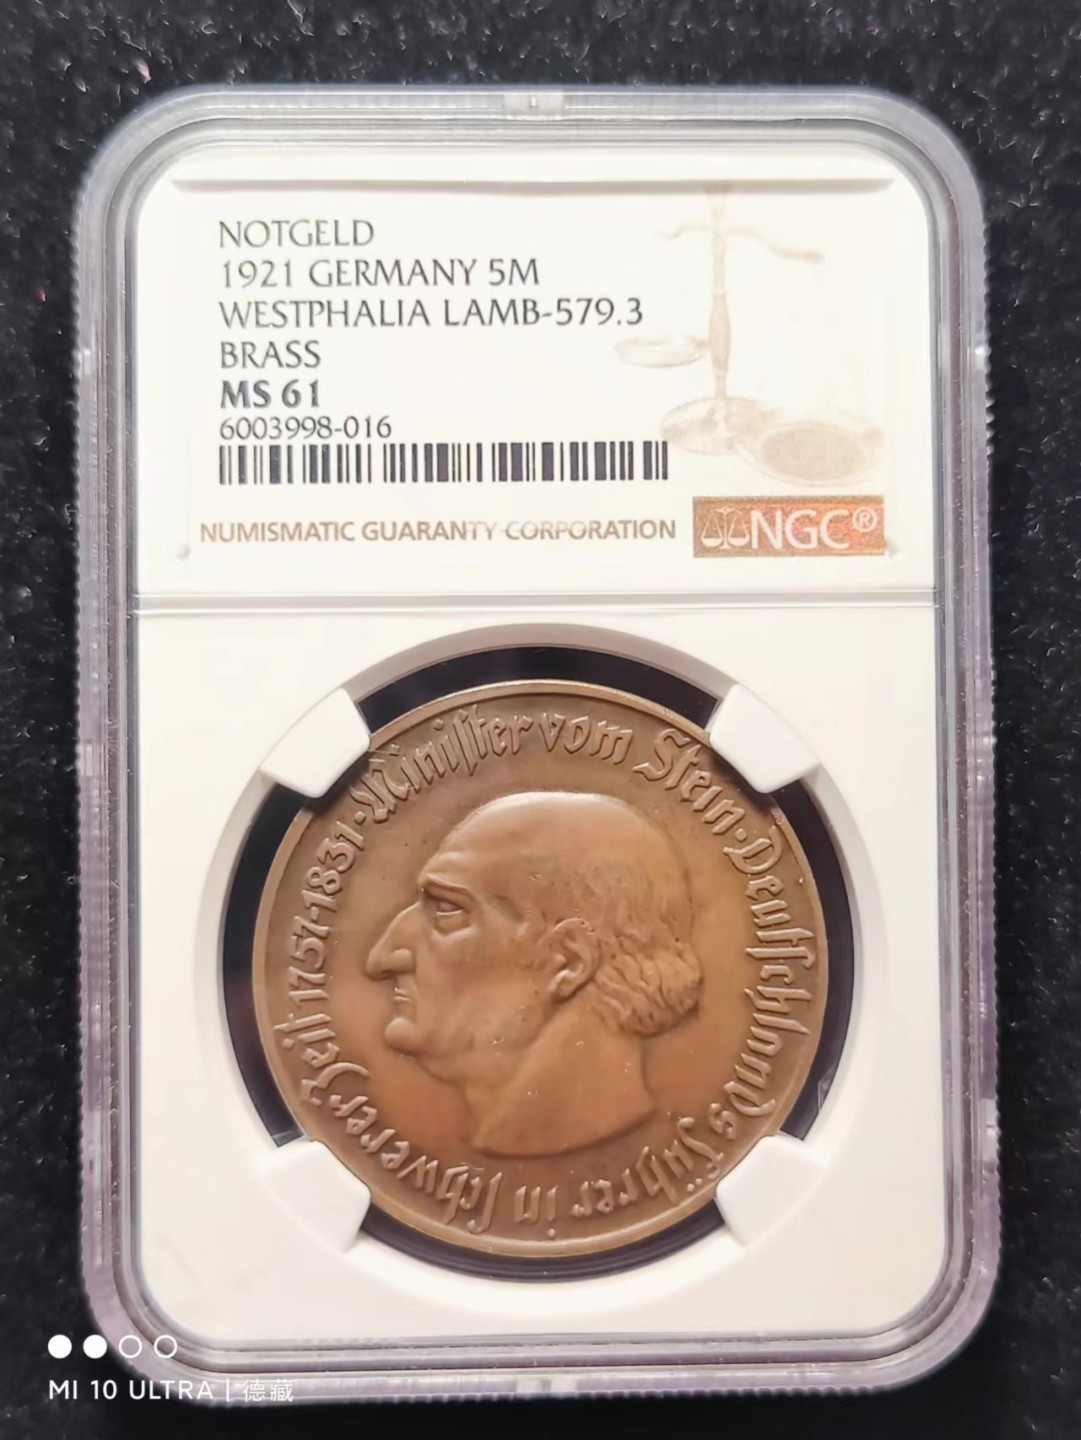 NOTGELD
1921 GERMANY 5M
WESTPHALIA LAMB-579.3
BRASS
MS 61
6003998-016
NUMISMATIC GUARANTY CORPORATION
NGC®
Minister vom Stein · Deutschlands Führer in schwerer Zeit 1757-1831 ·
MI 10 ULTRA | 德藏